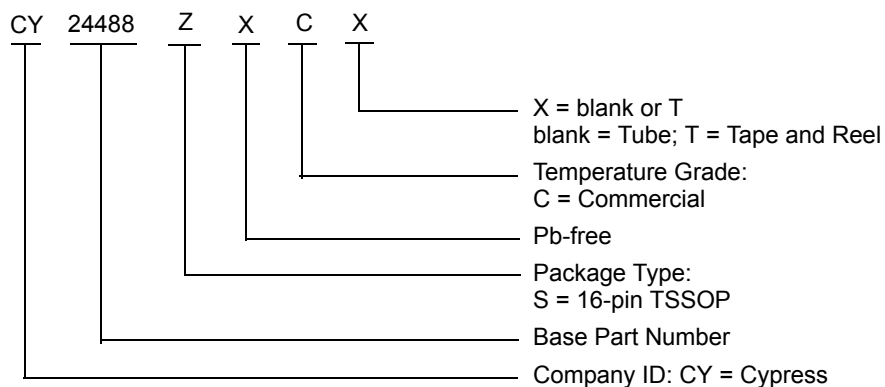 CY 24488 Z X C X
X = blank or T
blank = Tube; T = Tape and Reel
Temperature Grade:
C = Commercial
Pb-free
Package Type:
S = 16-pin TSSOP
Base Part Number
Company ID: CY = Cypress